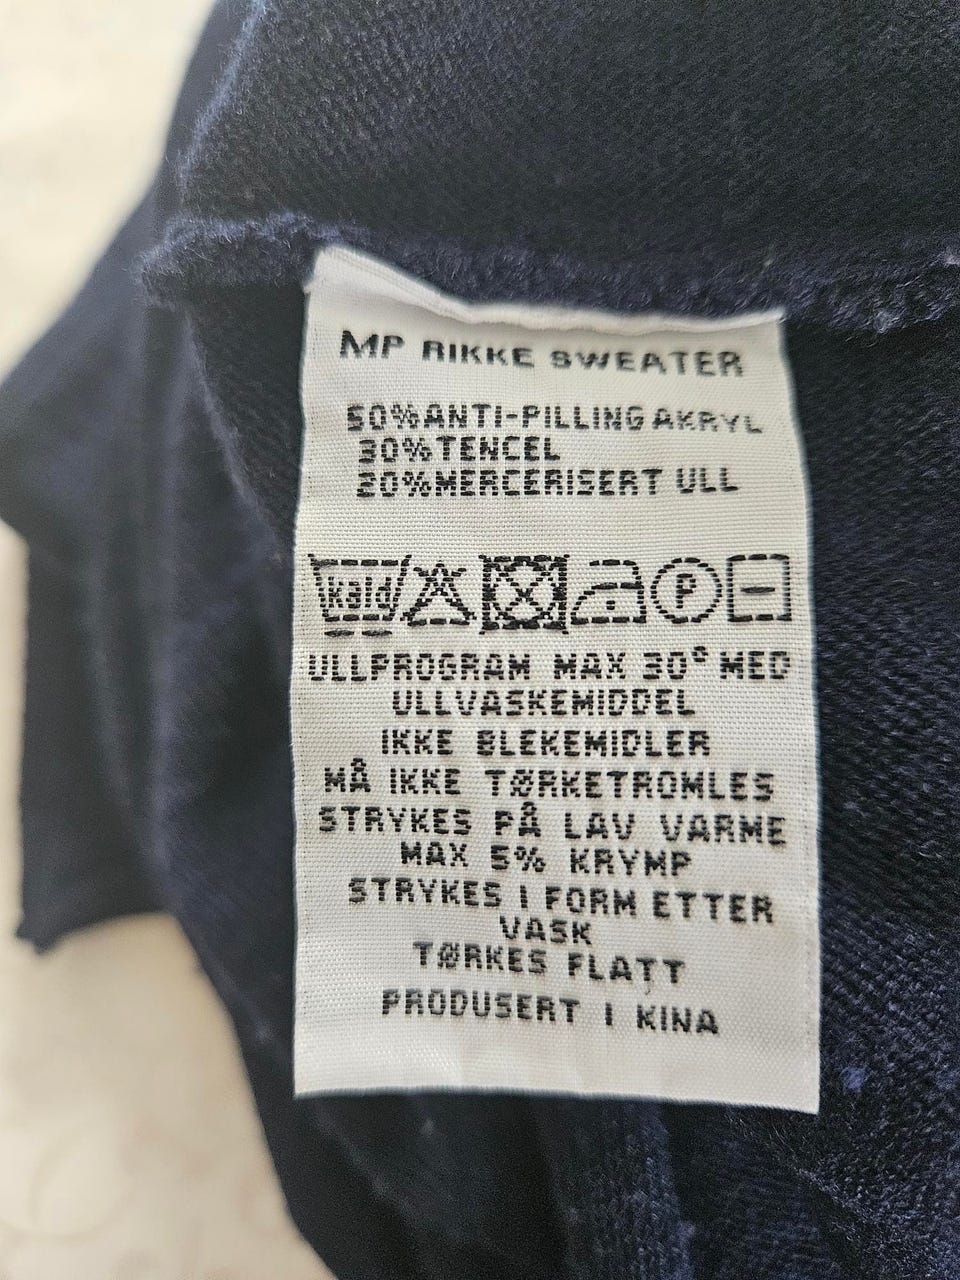 MP RIKKE SWEATER
50% ANTI-PILLING AKRYL
30% TENCEL
20% MERCERISERT ULL
kald
P
ULLPROGRAM MAX 30° MED
ULLVASKEMIDDEL
IKKE BLEKEMIDLER
MÅ IKKE TØRKETROMLES
STRYKES PÅ LAV VARME
MAX 5% KRYMP
STRYKES I FORM ETTER
VASK
TØRKES FLATT
PRODUSERT I KINA